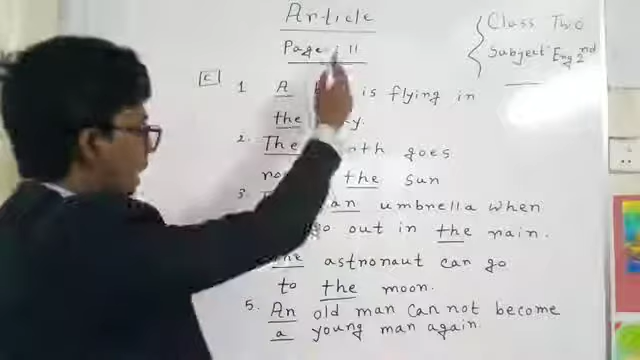 Article
Page : 11
Class Two
Subject: Eng 2nd
[C] 1. A is flying in
the
2. The goes
the sun
3. an umbrella when
go out in the rain.
the astronaut can go
to the moon.
5. An old man can not become
a young man again.